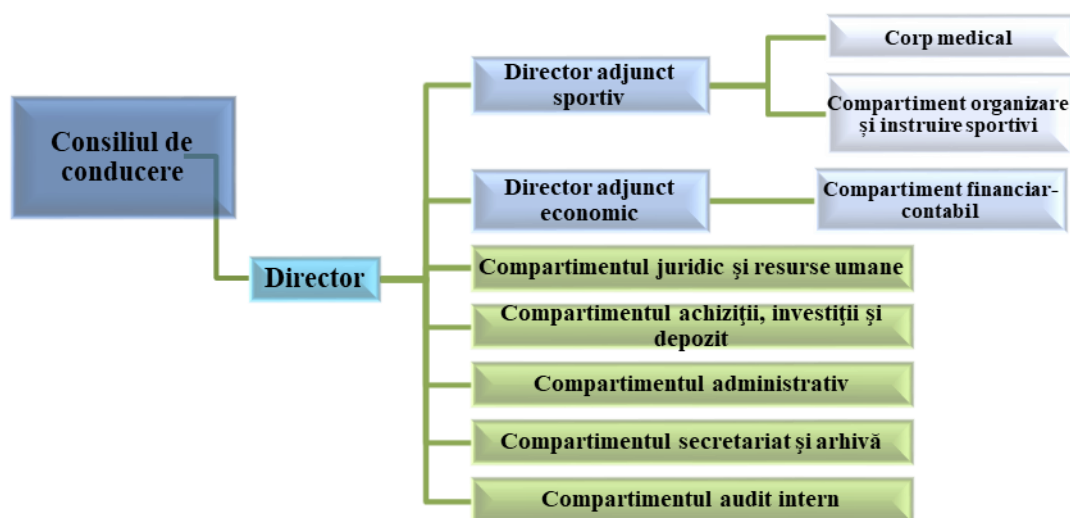 Consiliul de
conducere
Director
Director adjunct
sportiv
Corp medical
Compartiment organizare
și instruire sportivi
Director adjunct
economic
Compartiment financiar-
contabil
Compartimentul juridic şi resurse umane
Compartimentul achiziţii, investiţii şi
depozit
Compartimentul administrativ
Compartimentul secretariat şi arhivă
Compartimentul audit intern